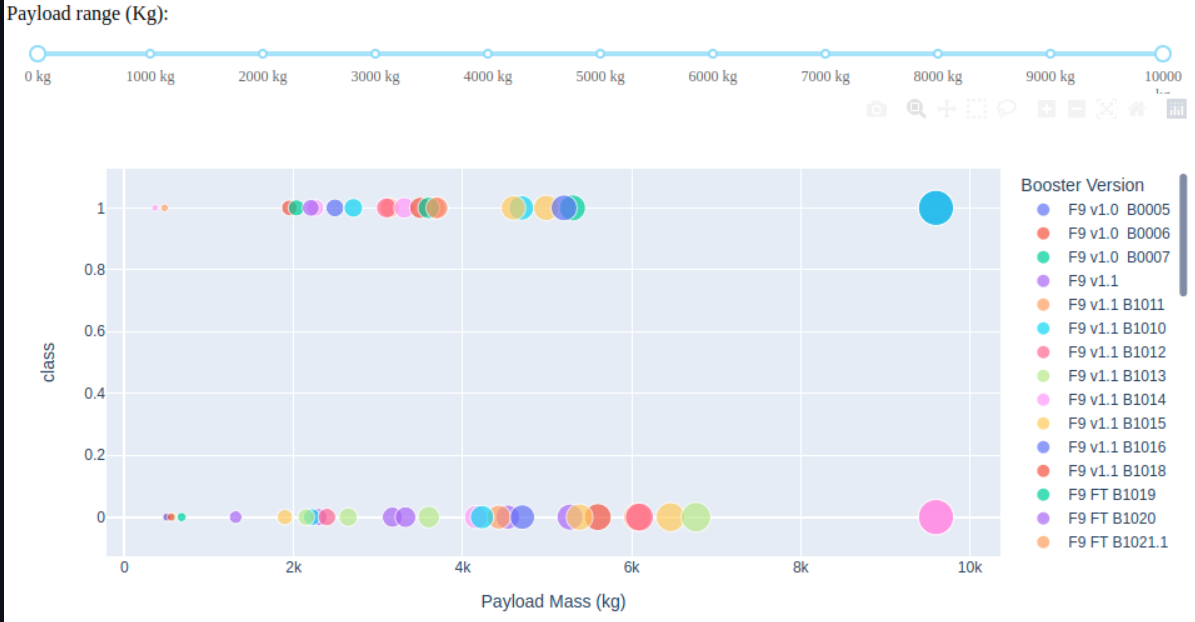 Payload range (Kg):
0 kg 1000 kg 2000 kg 3000 kg 4000 kg 5000 kg 6000 kg 7000 kg 8000 kg 9000 kg 10000
Booster Version
F9 v1.0  B0005
F9 v1.0  B0006
F9 v1.0  B0007
F9 v1.1
F9 v1.1 B1011
F9 v1.1 B1010
F9 v1.1 B1012
F9 v1.1 B1013
F9 v1.1 B1014
F9 v1.1 B1015
F9 v1.1 B1016
F9 v1.1 B1018
F9 FT B1019
F9 FT B1020
F9 FT B1021.1
1
0.8
0.6
0.4
0.2
0
class
0 2k 4k 6k 8k 10k
Payload Mass (kg)